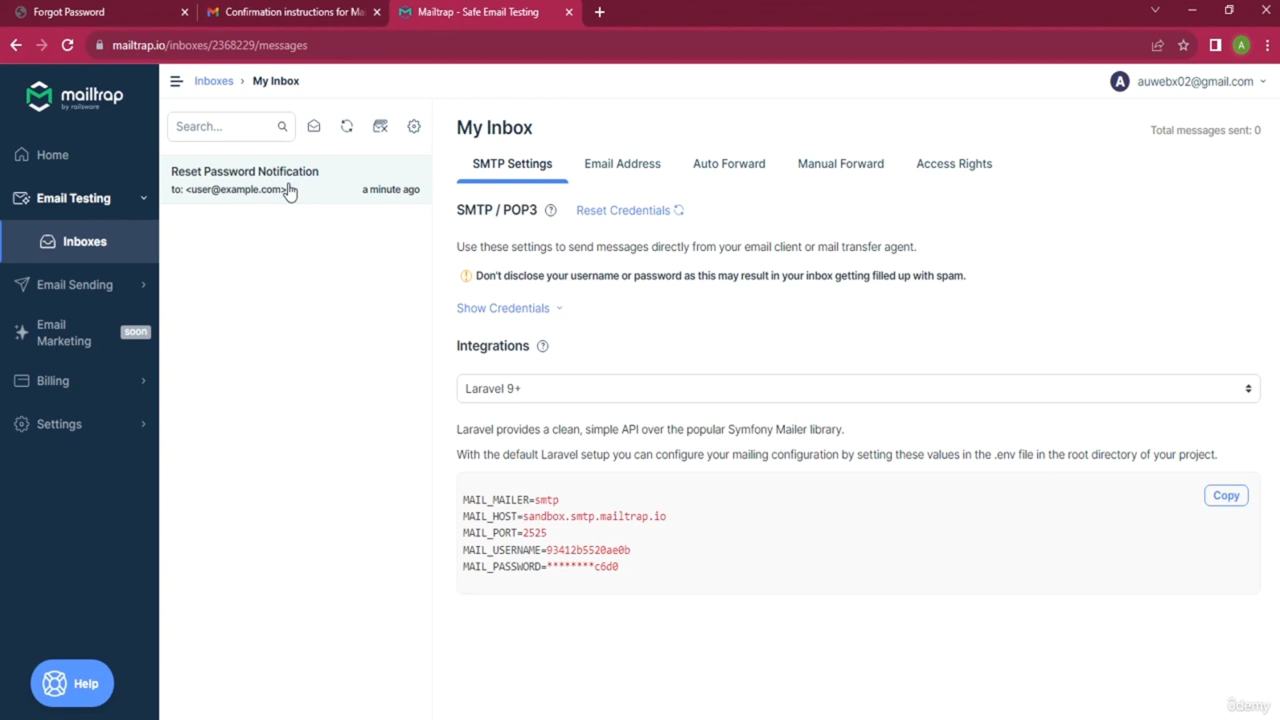 Forgot Password
Confirmation instructions for Ma
Mailtrap - Safe Email Testing
mailtrap.io/inboxes/2368229/messages
A
mailtrap
by railsware
Home
Email Testing
Inboxes
Email Sending
Email
Marketing
soon
Billing
Settings
Help
Inboxes › My Inbox
A auwebx02@gmail.com
Search...
Reset Password Notification
to: <user@example.com>
a minute ago
My Inbox
Total messages sent: 0
SMTP Settings
Email Address
Auto Forward
Manual Forward
Access Rights
SMTP / POP3 ?
Reset Credentials
Use these settings to send messages directly from your email client or mail transfer agent.
! Don't disclose your username or password as this may result in your inbox getting filled up with spam.
Show Credentials
Integrations ?
Laravel 9+
Laravel provides a clean, simple API over the popular Symfony Mailer library.
With the default Laravel setup you can configure your mailing configuration by setting these values in the .env file in the root directory of your project.
Copy
MAIL_MAILER=smtp
MAIL_HOST=sandbox.smtp.mailtrap.io
MAIL_PORT=2525
MAIL_USERNAME=93412b5520ae0b
MAIL_PASSWORD=********c6d0
ûdemy